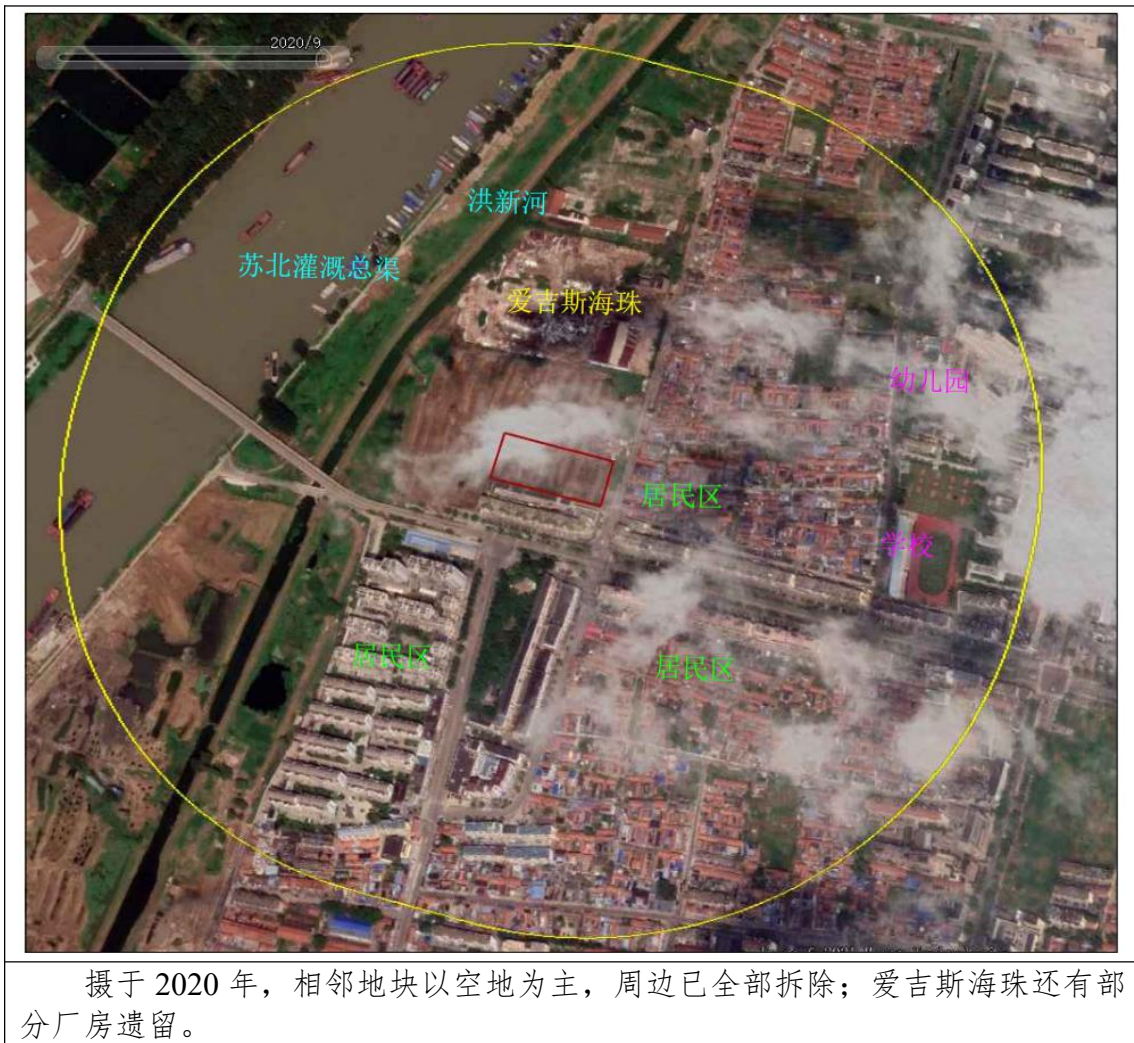 2020/9
洪新河
苏北灌溉总渠
爱吉斯海珠
幼儿园
居民区
学校
居民区
居民区
摄于 2020 年，相邻地块以空地为主，周边已全部拆除；爱吉斯海珠还有部
分厂房遗留。